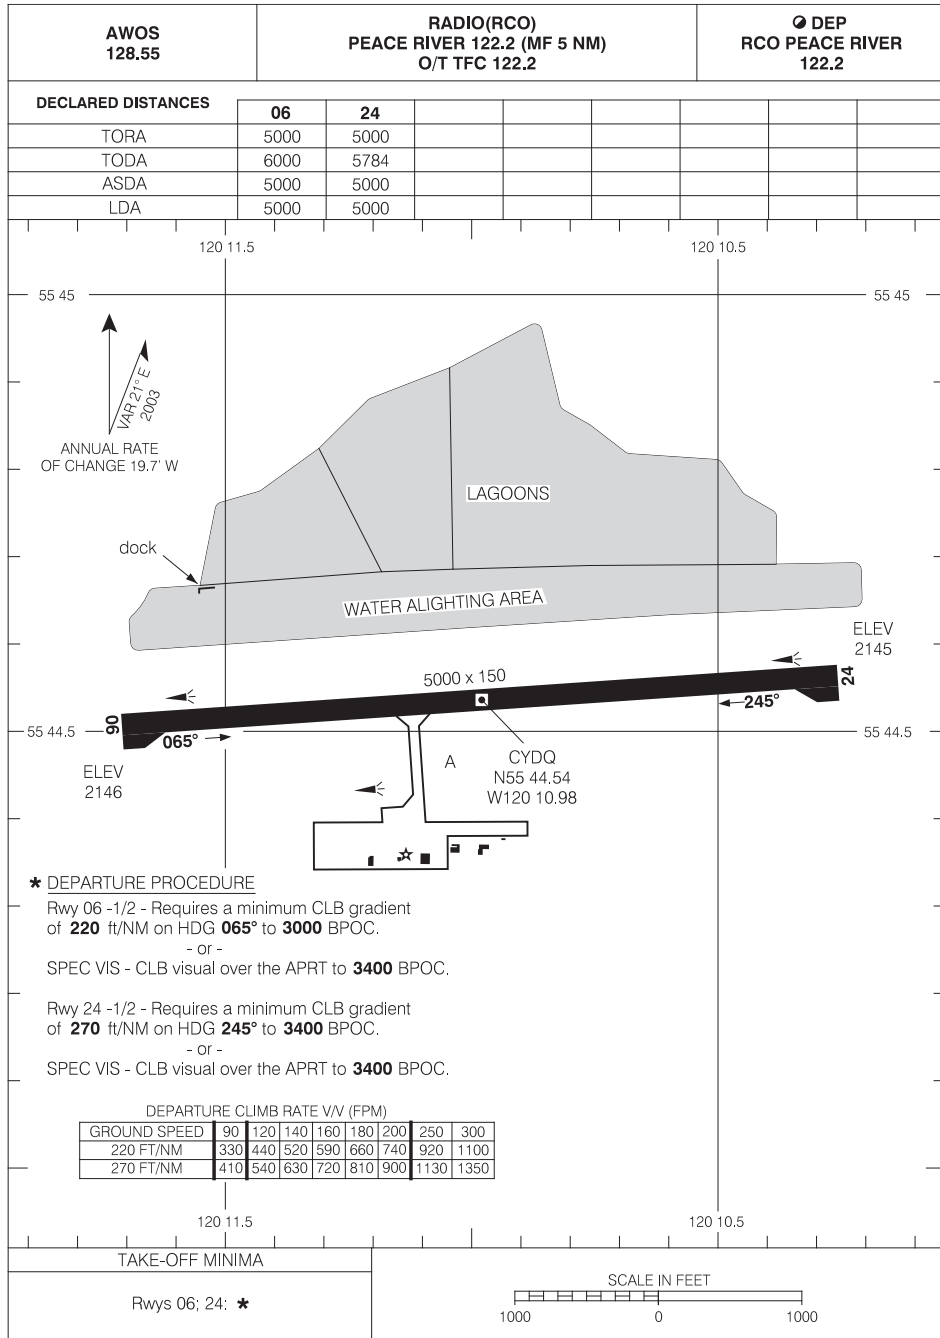 AWOS
128.55
RADIO(RCO)
PEACE RIVER 122.2 (MF 5 NM)
O/T TFC 122.2
DEP
RCO PEACE RIVER
122.2
DECLARED DISTANCES
06 24
TORA 5000 5000
TODA 6000 5784
ASDA 5000 5000
LDA 5000 5000
120 11.5 120 10.5
55 45 55 45
VAR 21° E
2003
ANNUAL RATE
OF CHANGE 19.7' W
LAGOONS
dock
WATER ALIGHTING AREA
ELEV
2145
5000 x 150
24
245°
06
065°
55 44.5 55 44.5
ELEV
2146
A
CYDQ
N55 44.54
W120 10.98
* DEPARTURE PROCEDURE
Rwy 06 -1/2 - Requires a minimum CLB gradient
of 220 ft/NM on HDG 065° to 3000 BPOC.
- or -
SPEC VIS - CLB visual over the APRT to 3400 BPOC.
Rwy 24 -1/2 - Requires a minimum CLB gradient
of 270 ft/NM on HDG 245° to 3400 BPOC.
- or -
SPEC VIS - CLB visual over the APRT to 3400 BPOC.
DEPARTURE CLIMB RATE V/V (FPM)
GROUND SPEED 90 120 140 160 180 200 250 300
220 FT/NM 330 440 520 590 660 740 920 1100
270 FT/NM 410 540 630 720 810 900 1130 1350
120 11.5 120 10.5
TAKE-OFF MINIMA
Rwys 06; 24: *
SCALE IN FEET
1000 0 1000